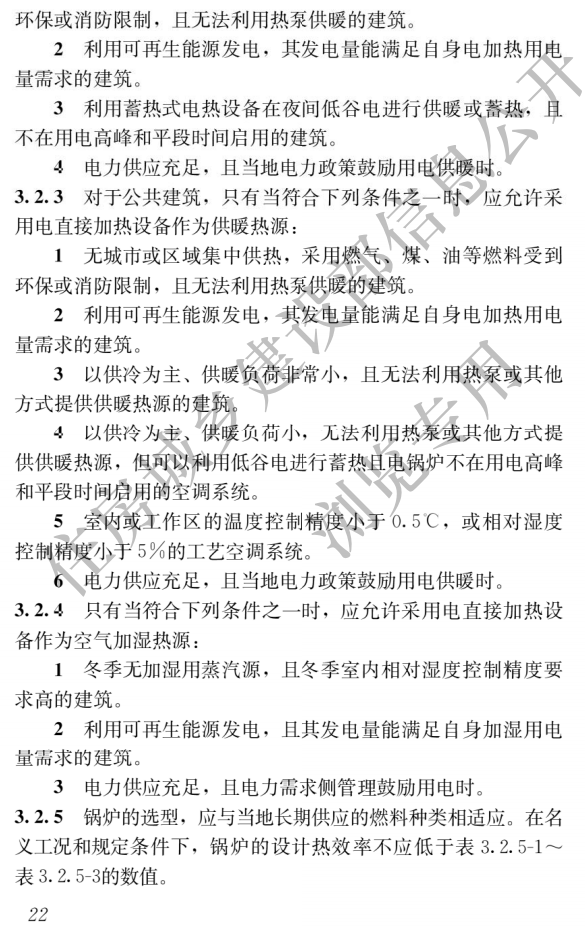 环保或消防限制，且无法利用热泵供暖的建筑。
2 利用可再生能源发电，其发电量能满足自身电加热用电
量需求的建筑。
3 利用蓄热式电热设备在夜间低谷电进行供暖或蓄热，且
不在用电高峰和平段时间启用的建筑。
4 电力供应充足，且当地电力政策鼓励用电供暖时。
3.2.3 对于公共建筑，只有当符合下列条件之一时，应允许采
用电直接加热设备作为供暖热源：
1 无城市或区域集中供热，采用燃气、煤、油等燃料受到
环保或消防限制，且无法利用热泵供暖的建筑。
2 利用可再生能源发电，其发电量能满足自身电加热用电
量需求的建筑。
3 以供冷为主、供暖负荷非常小，且无法利用热泵或其他
方式提供供暖热源的建筑。
4 以供冷为主、供暖负荷小，无法利用热泵或其他方式提
供供暖热源，但可以利用低谷电进行蓄热且电锅炉不在用电高峰
和平段时间启用的空调系统。
5 室内或工作区的温度控制精度小于0.5℃，或相对湿度
控制精度小于5%的工艺空调系统。
6 电力供应充足，且当地电力政策鼓励用电供暖时。
3.2.4 只有当符合下列条件之一时，应允许采用电直接加热设
备作为空气加湿热源：
1 冬季无加湿用蒸汽源，且冬季室内相对湿度控制精度要
求高的建筑。
2 利用可再生能源发电，且其发电量能满足自身加湿用电
量需求的建筑。
3 电力供应充足，且电力需求侧管理鼓励用电时。
3.2.5 锅炉的选型，应与当地长期供应的燃料种类相适应。在名
义工况和规定条件下，锅炉的设计热效率不应低于表3.2.5-1～
表3.2.5-3的数值。
22
住房城乡建设部信息公开
浏览专用